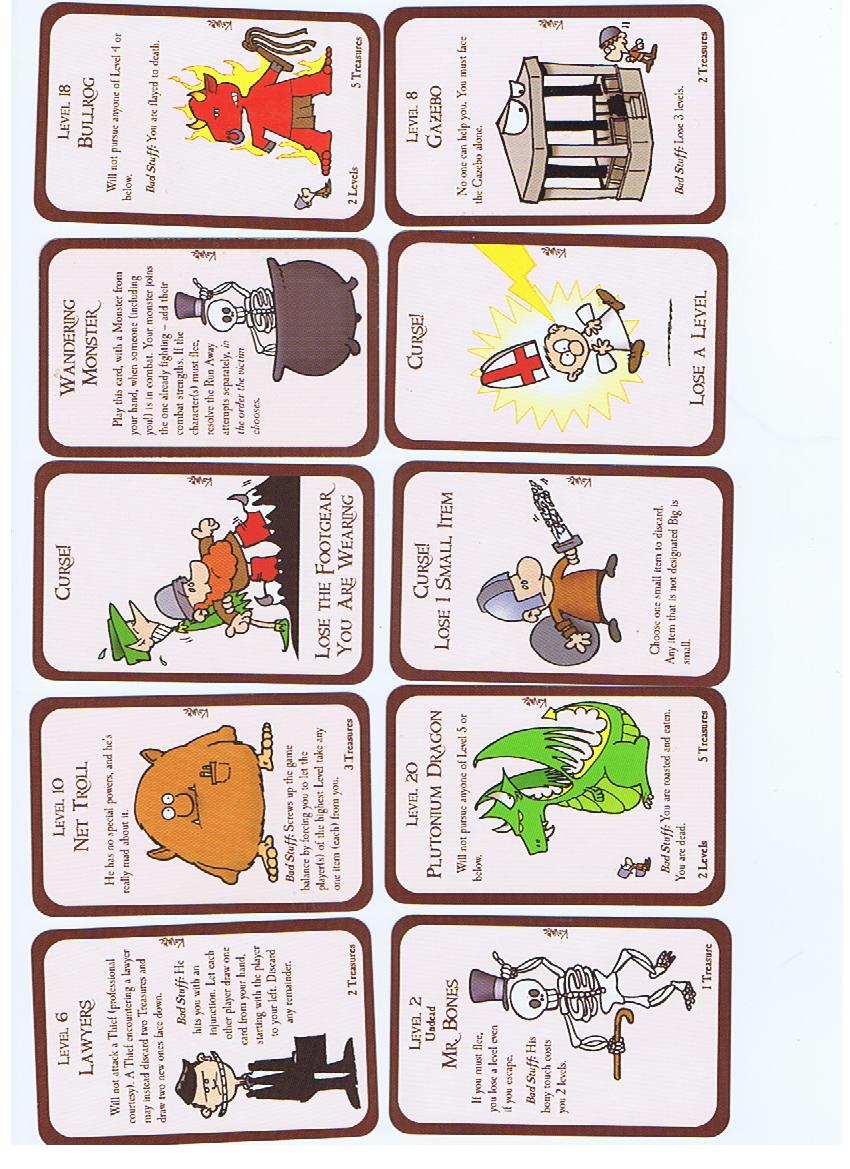 LEVEL 6
LAWYERS
Will not attack a Thief (professional
courtesy). A Thief encountering a lawyer
may instead discard two Treasures and
draw two new ones face down.
Bad Stuff: He
hits you with an
injunction. Let each
other player draw one
card from your hand,
starting with the player
to your left. Discard
any remainder.
2 Treasures
LEVEL 10
NET TROLL
He has no special powers, and he's
really mad about it.
Bad Stuff: Screws up the game
balance by forcing you to let the
player(s) of the highest Level take any
one item (each) from you.
3 Treasures
CURSE!
LOSE THE FOOTGEAR
YOU ARE WEARING
WANDERING
MONSTER
Play this card, with a Monster from
your hand, when someone (including
you!) is in combat. Your monster joins
the one already fighting – add their
combat strengths. If the
character(s) must flee,
resolve the Run Away
attempts separately, in
the order the victim
chooses.
LEVEL 18
BULLROG
Will not pursue anyone of Level 4 or
below.
Bad Stuff: You are flayed to death.
2 Levels 5 Treasures
LEVEL 2
Undead
MR. BONES
If you must flee,
you lose a level even
if you escape.
Bad Stuff: His
bony touch costs
you 2 levels.
1 Treasure
LEVEL 20
PLUTONIUM DRAGON
Will not pursue anyone of Level 5 or
below.
Bad Stuff: You are roasted and eaten.
You are dead.
2 Levels 5 Treasures
CURSE!
LOSE 1 SMALL ITEM
Choose one small item to discard.
Any item that is not designated Big is
small.
CURSE!
LOSE A LEVEL
LEVEL 8
GAZEBO
No one can help you. You must face
the Gazebo alone.
Bad Stuff: Lose 3 levels.
2 Treasures